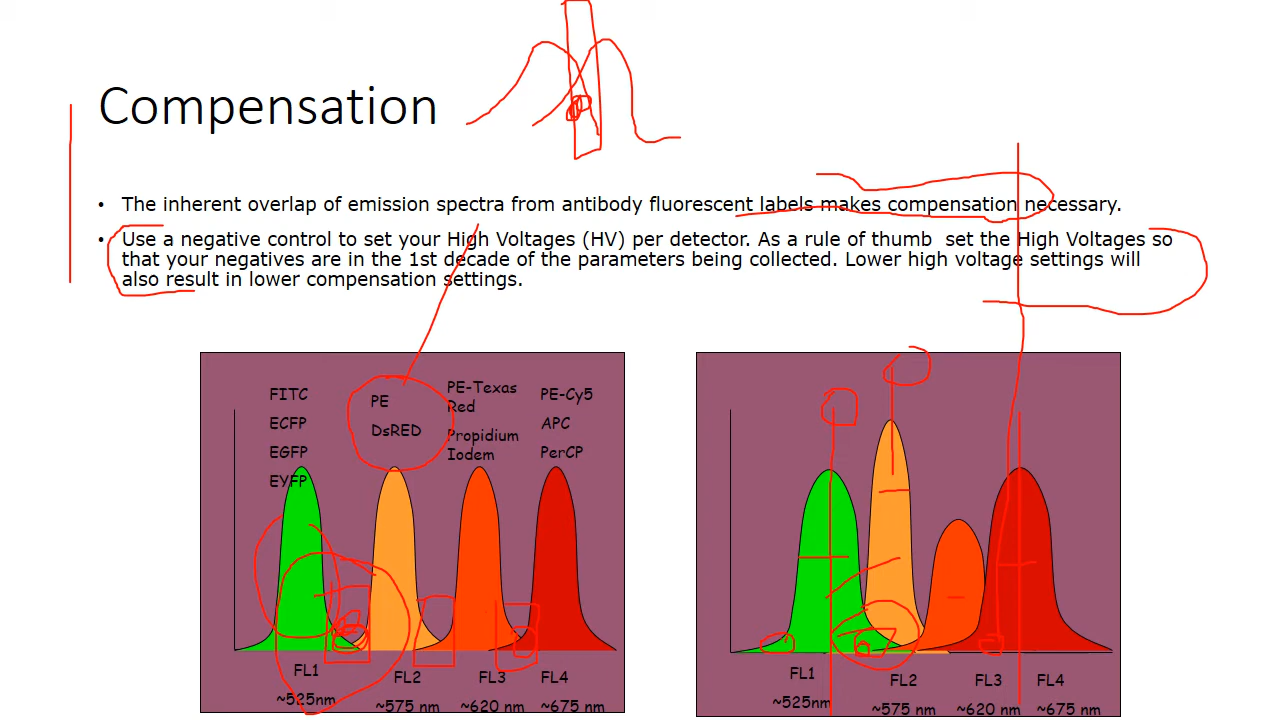 Compensation
• The inherent overlap of emission spectra from antibody fluorescent labels makes compensation necessary.
• Use a negative control to set your High Voltages (HV) per detector. As a rule of thumb set the High Voltages so
that your negatives are in the 1st decade of the parameters being collected. Lower high voltage settings will
also result in lower compensation settings.
FITC
ECFP
EGFP
EYFP
PE
DsRED
PE-Texas
Red
Propidium
Iodem
PE-Cy5
APC
PerCP
FL1
~525nm
FL2
~575 nm
FL3
~620 nm
FL4
~675 nm
FL1
~525nm
FL2
~575 nm
FL3
~620 nm
FL4
~675 nm